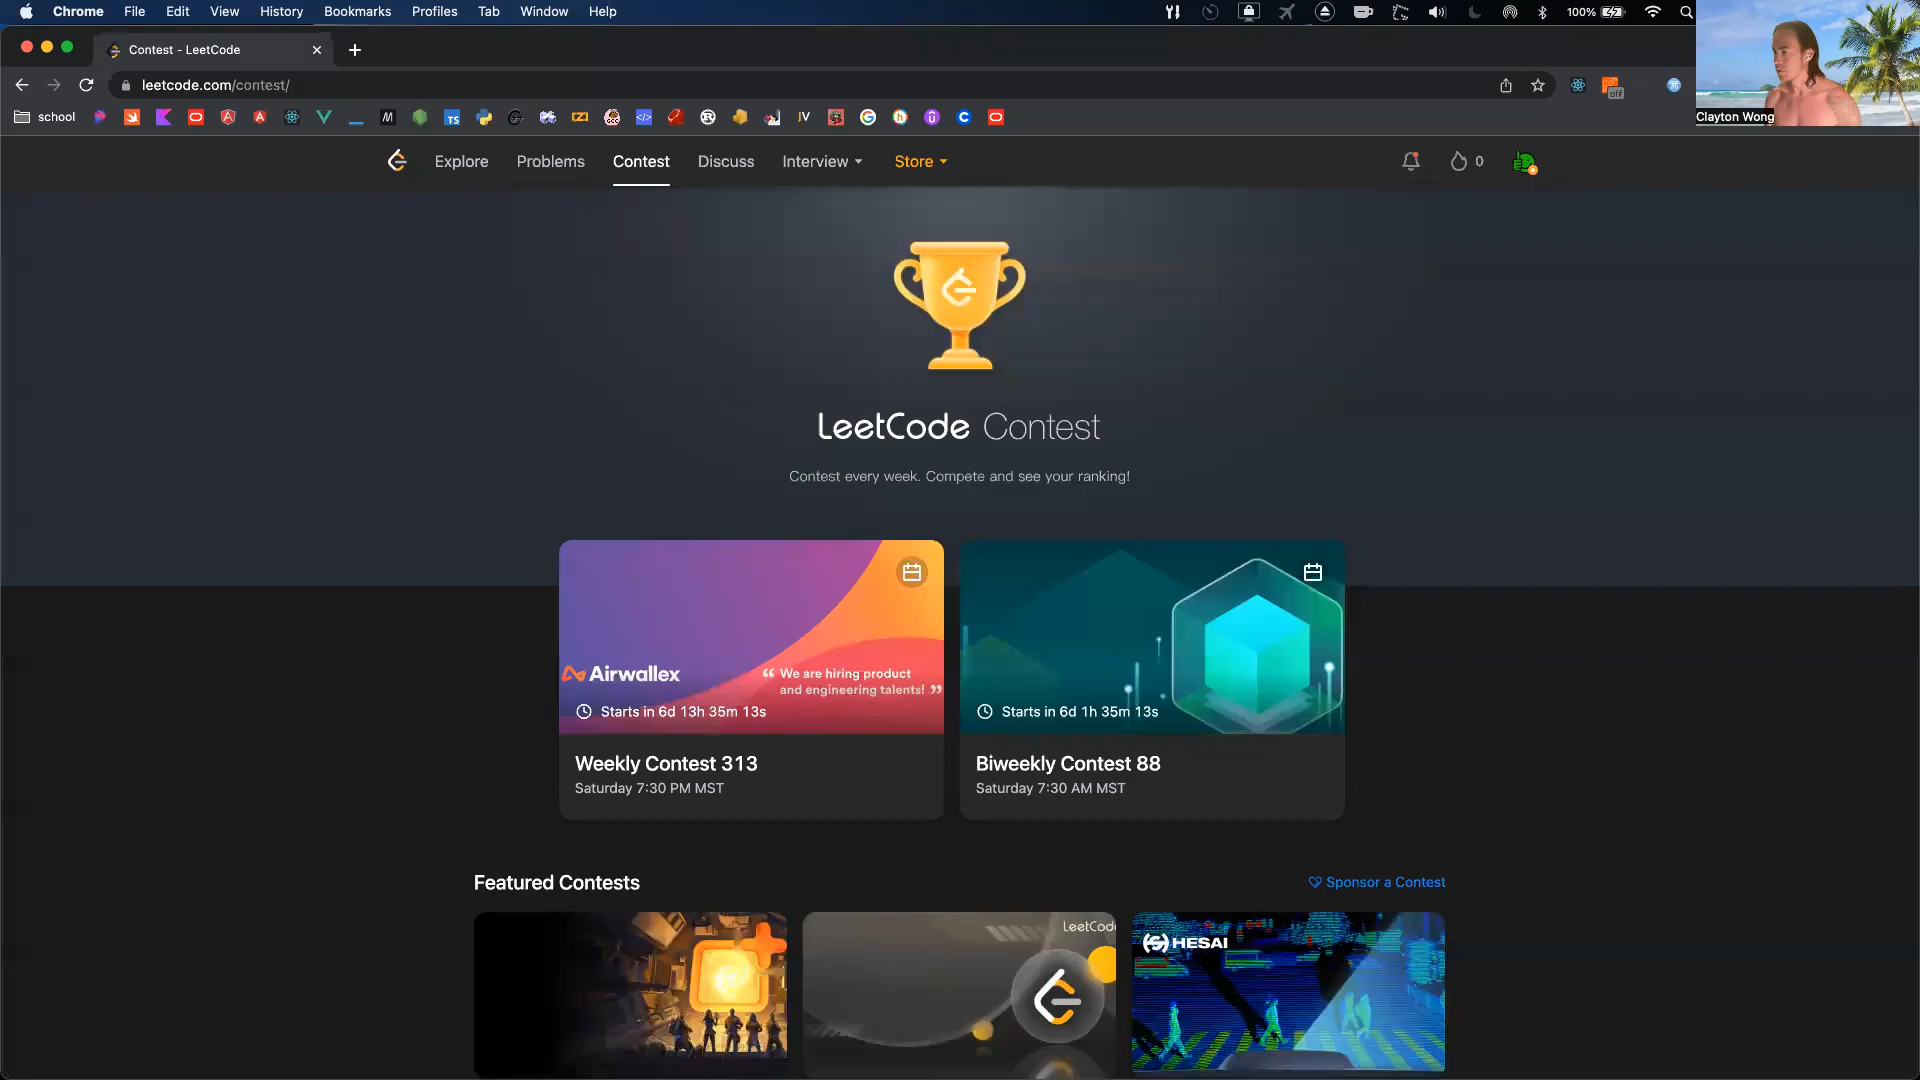 Chrome File Edit View History Bookmarks Profiles Tab Window Help
100%
Contest - LeetCode
leetcode.com/contest/
off
school
M
TS
JV
Clayton Wong
Explore Problems Contest Discuss Interview Store
0
LeetCode Contest
Contest every week. Compete and see your ranking!
Airwallex
“ We are hiring product
and engineering talents! ”
Starts in 6d 13h 35m 13s
Weekly Contest 313
Saturday 7:30 PM MST
Starts in 6d 1h 35m 13s
Biweekly Contest 88
Saturday 7:30 AM MST
Featured Contests
Sponsor a Contest
LeetCod
HESAI